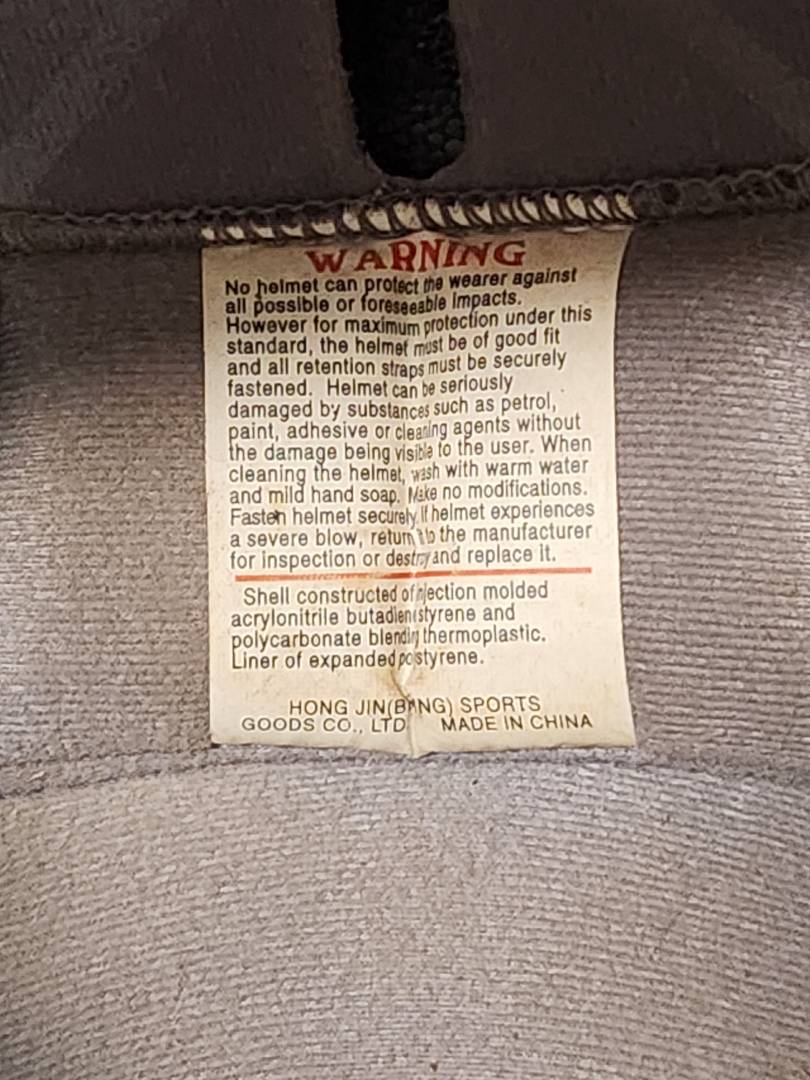 WARNING
No helmet can protect the wearer against
all possible or foreseeable impacts.
However for maximum protection under this
standard, the helmet must be of good fit
and all retention straps must be securely
fastened. Helmet can be seriously
damaged by substances such as petrol,
paint, adhesive or cleaning agents without
the damage being visible to the user. When
cleaning the helmet, wash with warm water
and mild hand soap. Make no modifications.
Fasten helmet securely. If helmet experiences
a severe blow, return it to the manufacturer
for inspection or destroy and replace it.
Shell constructed of injection molded
acrylonitrile butadien styrene and
polycarbonate blending thermoplastic.
Liner of expanded postyrene.
HONG JIN(BANG) SPORTS
GOODS CO., LTD MADE IN CHINA